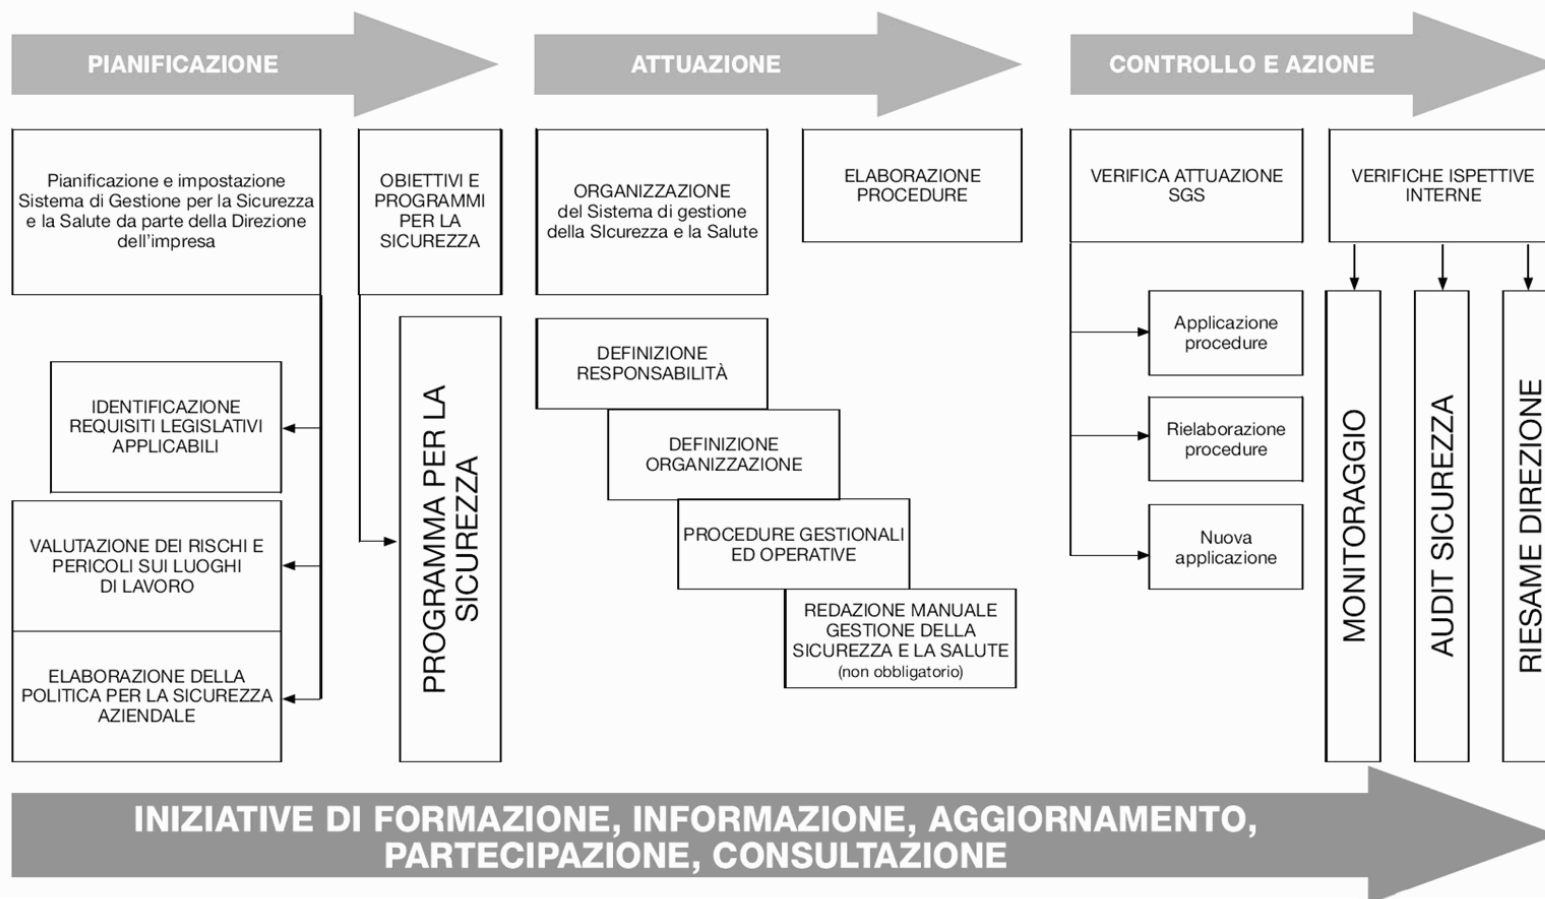 PIANIFICAZIONE
ATTUAZIONE
CONTROLLO E AZIONE
Pianificazione e impostazione
Sistema di Gestione per la Sicurezza
e la Salute da parte della Direzione
dell'impresa
OBIETTIVI E
PROGRAMMI
PER LA
SICUREZZA
ORGANIZZAZIONE
del Sistema di gestione
della SIcurezza e la Salute
ELABORAZIONE
PROCEDURE
VERIFICA ATTUAZIONE
SGS
VERIFICHE ISPETTIVE
INTERNE
IDENTIFICAZIONE
REQUISITI LEGISLATIVI
APPLICABILI
VALUTAZIONE DEI RISCHI E
PERICOLI SUI LUOGHI
DI LAVORO
ELABORAZIONE DELLA
POLITICA PER LA SICUREZZA
AZIENDALE
PROGRAMMA PER LA
SICUREZZA
DEFINIZIONE
RESPONSABILITÀ
DEFINIZIONE
ORGANIZZAZIONE
PROCEDURE GESTIONALI
ED OPERATIVE
REDAZIONE MANUALE
GESTIONE DELLA
SICUREZZA E LA SALUTE
(non obbligatorio)
Applicazione
procedure
Rielaborazione
procedure
Nuova
applicazione
MONITORAGGIO
AUDIT SICUREZZA
RIESAME DIREZIONE
INIZIATIVE DI FORMAZIONE, INFORMAZIONE, AGGIORNAMENTO,
PARTECIPAZIONE, CONSULTAZIONE